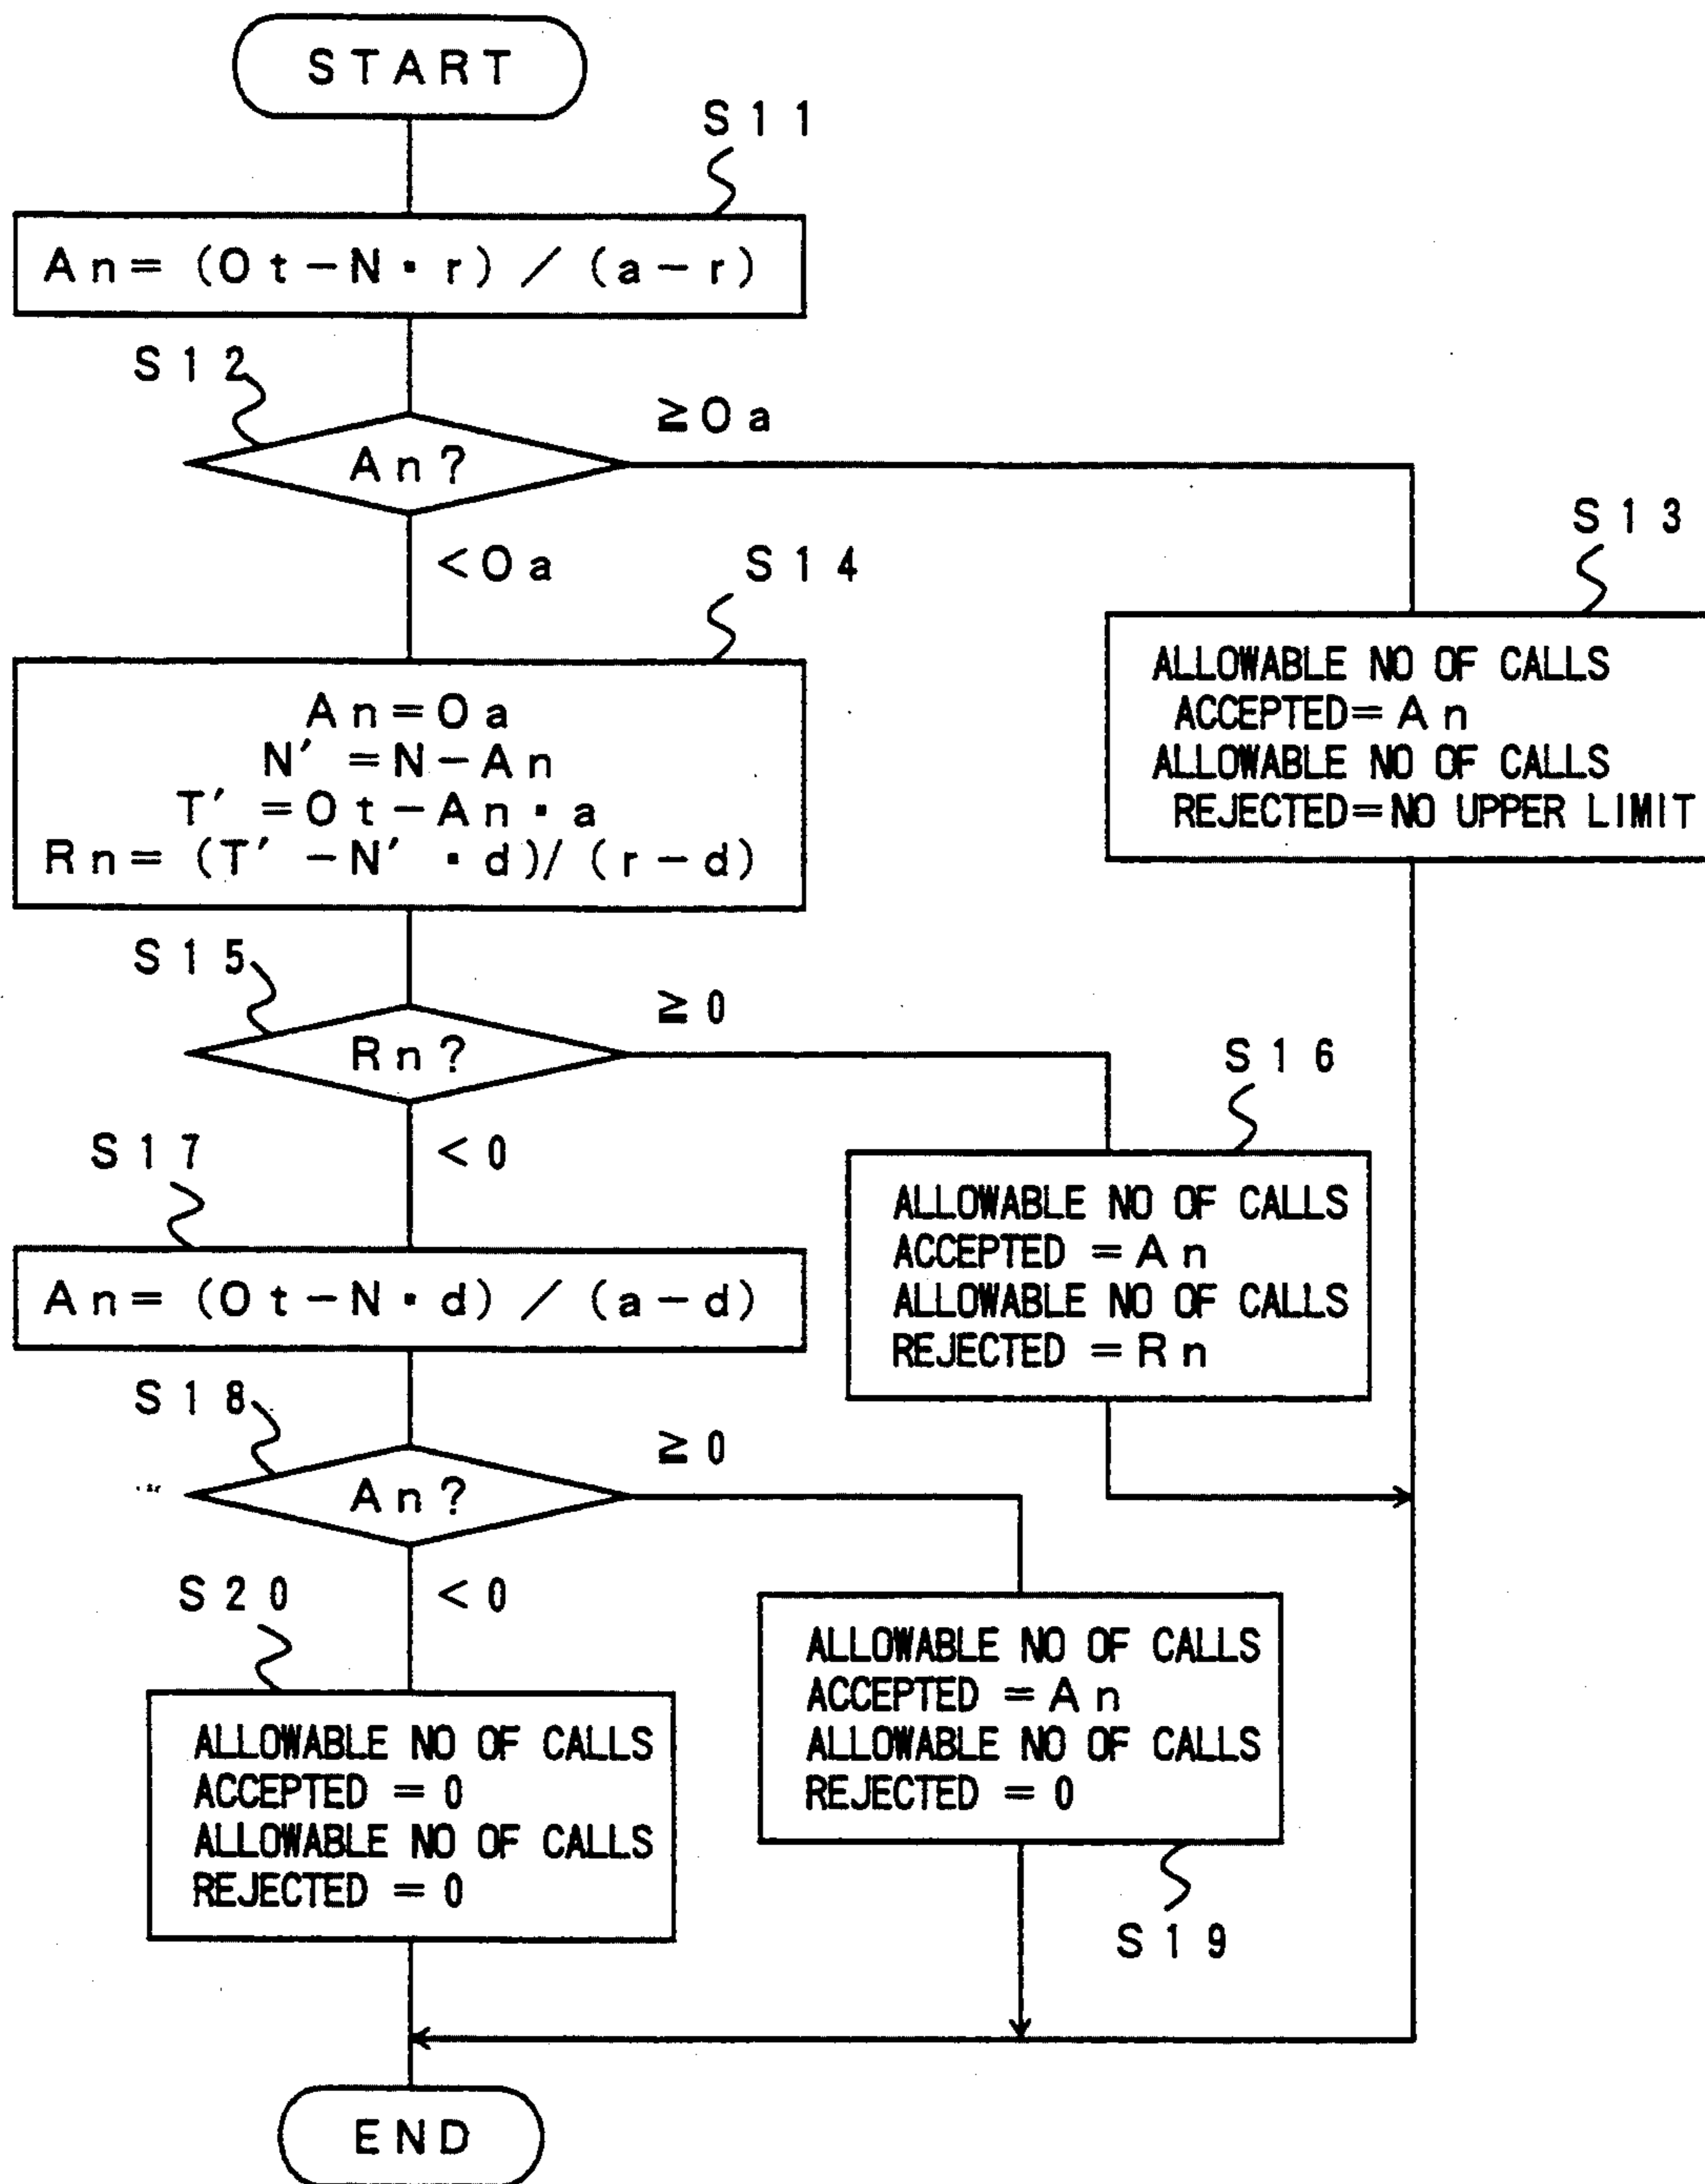 START
S11
An=(Ot-N·r)/(a-r)
S12
≧Oa
An?
S13
<Oa
S14
ALLOWABLE NO OF CALLS
ACCEPTED=An
ALLOWABLE NO OF CALLS
REJECTED=NO UPPER LIMIT
An=Oa
N'=N-An
T'=Ot-An·a
Rn=(T'-N'·d)/(r-d)
S15
≧0
Rn?
S16
S17
<0
ALLOWABLE NO OF CALLS
ACCEPTED =An
ALLOWABLE NO OF CALLS
REJECTED =Rn
An=(Ot-N·d)/(a-d)
S18
≧0
An?
S20
<0
ALLOWABLE NO OF CALLS
ACCEPTED =An
ALLOWABLE NO OF CALLS
REJECTED =0
ALLOWABLE NO OF CALLS
ACCEPTED =0
ALLOWABLE NO OF CALLS
REJECTED =0
S19
END